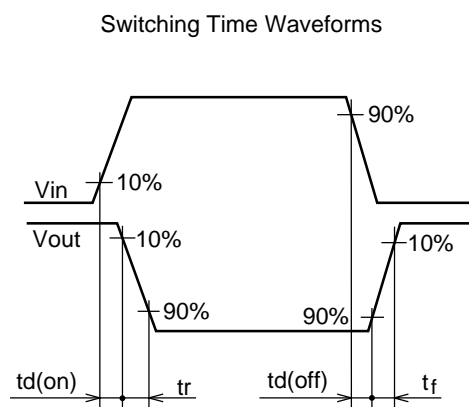 Switching Time Waveforms
90%
10%
Vin
Vout
10%
10%
90%
90%
td(on)
tr
td(off)
tf